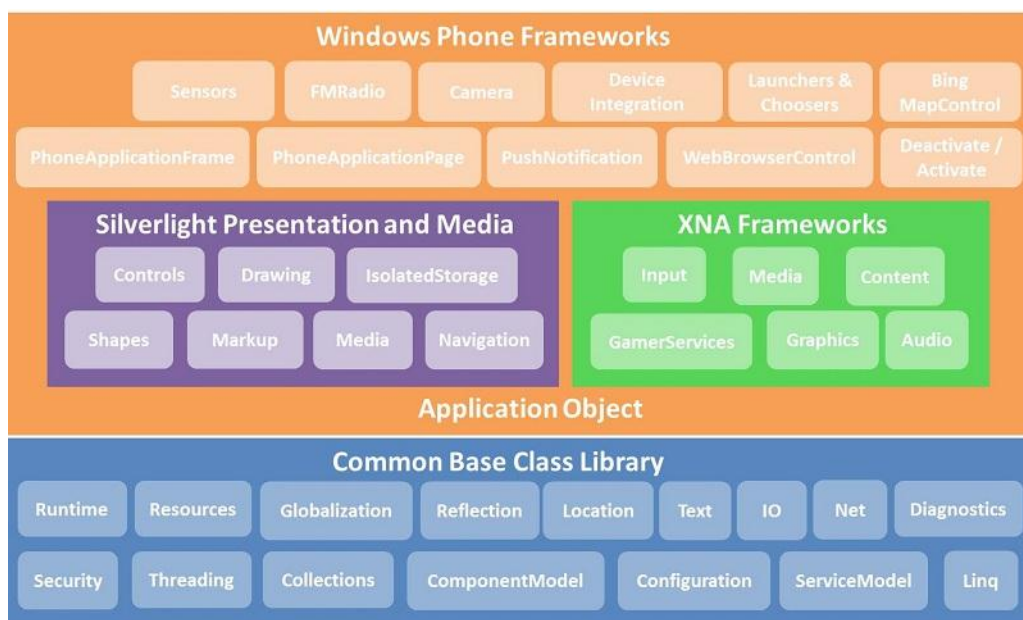 Windows Phone Frameworks
Sensors FMRadio Camera Device Integration Launchers & Choosers Bing MapControl
PhoneApplicationFrame PhoneApplicationPage PushNotification WebBrowserControl Deactivate / Activate
Silverlight Presentation and Media
Controls Drawing IsolatedStorage
Shapes Markup Media Navigation
XNA Frameworks
Input Media Content
GamerServices Graphics Audio
Application Object
Common Base Class Library
Runtime Resources Globalization Reflection Location Text IO Net Diagnostics
Security Threading Collections ComponentModel Configuration ServiceModel Linq